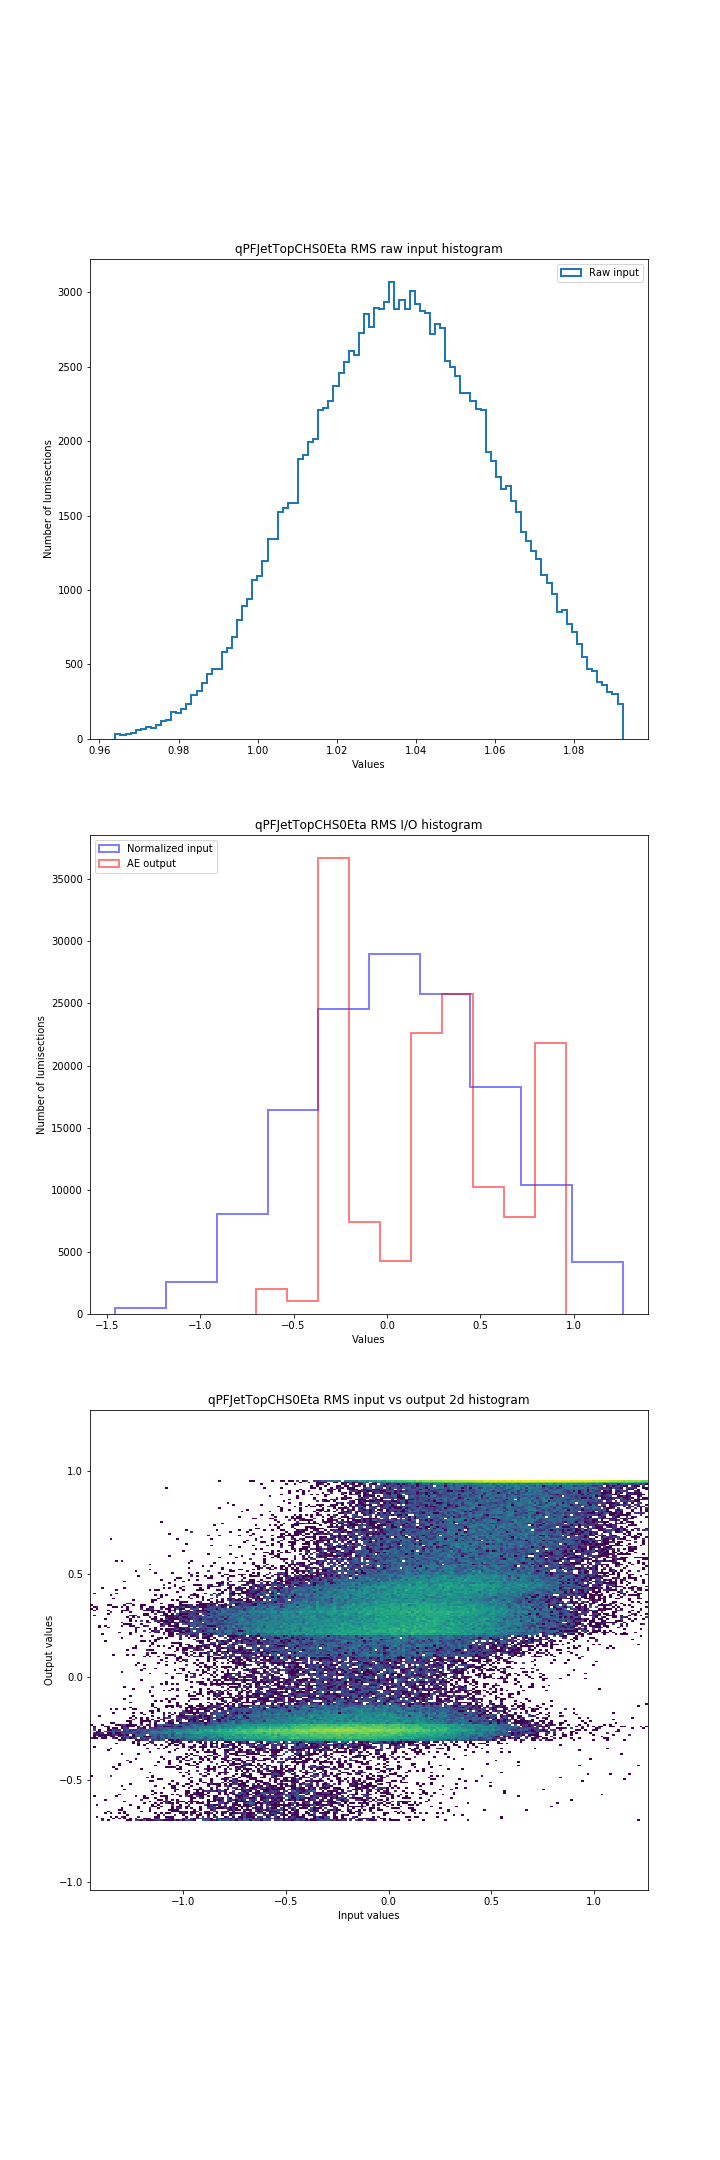 qPFJetTopCHS0Eta RMS raw input histogram
Raw input
3000
2500
2000
1500
1000
500
0
Number of lumisections
0.96 0.98 1.00 1.02 1.04 1.06 1.08
Values
qPFJetTopCHS0Eta RMS I/O histogram
Normalized input
AE output
35000
30000
25000
20000
15000
10000
5000
0
Number of lumisections
−1.5 −1.0 −0.5 0.0 0.5 1.0
Values
qPFJetTopCHS0Eta RMS input vs output 2d histogram
1.0
0.5
0.0
−0.5
−1.0
Output values
−1.0 −0.5 0.0 0.5 1.0
Input values